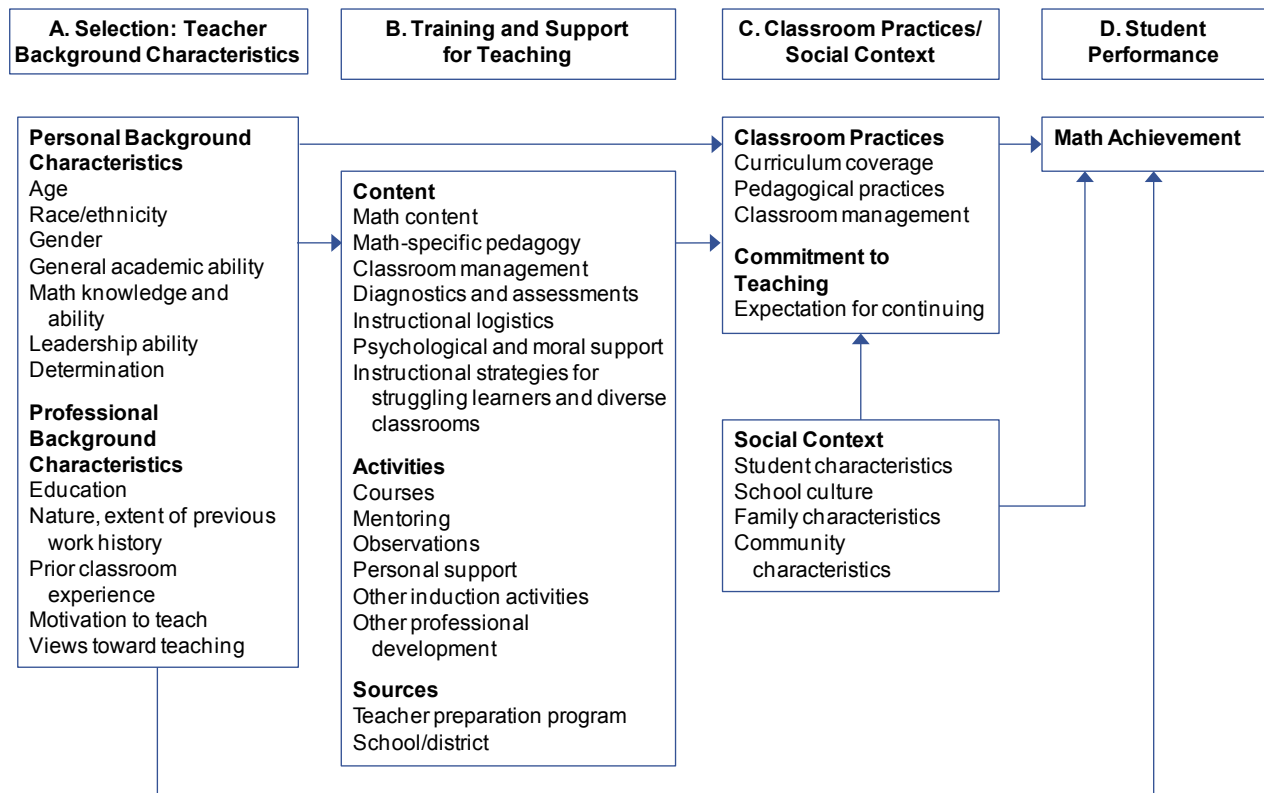 A. Selection: Teacher
Background Characteristics
B. Training and Support
for Teaching
C. Classroom Practices/
Social Context
D. Student
Performance
Personal Background
Characteristics
Age
Race/ethnicity
Gender
General academic ability
Math knowledge and
ability
Leadership ability
Determination
Professional
Background
Characteristics
Education
Nature, extent of previous
work history
Prior classroom
experience
Motivation to teach
Views toward teaching
Content
Math content
Math-specific pedagogy
Classroom management
Diagnostics and assessments
Instructional logistics
Psychological and moral support
Instructional strategies for
struggling learners and diverse
classrooms
Activities
Courses
Mentoring
Observations
Personal support
Other induction activities
Other professional
development
Sources
Teacher preparation program
School/district
Classroom Practices
Curriculum coverage
Pedagogical practices
Classroom management
Commitment to
Teaching
Expectation for continuing
Social Context
Student characteristics
School culture
Family characteristics
Community
characteristics
Math Achievement